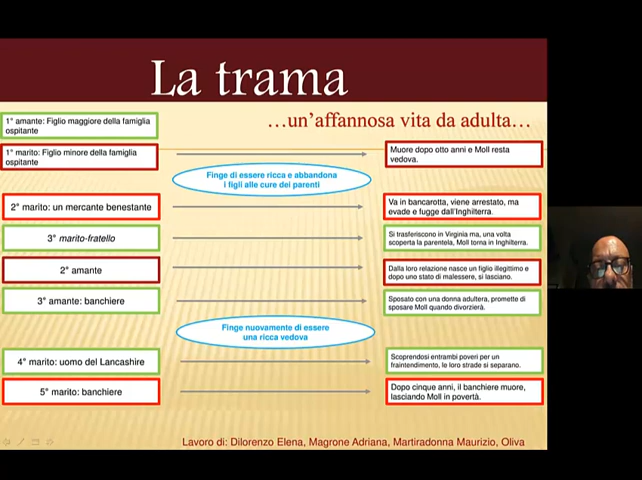 La trama
…un'affannosa vita da adulta…
1° amante: Figlio maggiore della famiglia
ospitante
1° marito: Figlio minore della famiglia
ospitante
Muore dopo otto anni e Moll resta
vedova.
Finge di essere ricca e abbandona
i figli alle cure dei parenti
2° marito: un mercante benestante
Va in bancarotta, viene arrestato, ma
evade e fugge dall'Inghilterra.
3° marito-fratello
Si trasferiscono in Virginia ma, una volta
scoperta la parentela, Moll torna in Inghilterra.
2° amante
Dalla loro relazione nasce un figlio illegittimo e
dopo uno stato di malessere, si lasciano.
3° amante: banchiere
Sposato con una donna adultera, promette di
sposare Moll quando divorzierà.
Finge nuovamente di essere
una ricca vedova
4° marito: uomo del Lancashire
Scoprendosi entrambi poveri per un
fraintendimento, le loro strade si separano.
5° marito: banchiere
Dopo cinque anni, il banchiere muore,
lasciando Moll in povertà.
Lavoro di: Dilorenzo Elena, Magrone Adriana, Martiradonna Maurizio, Oliva